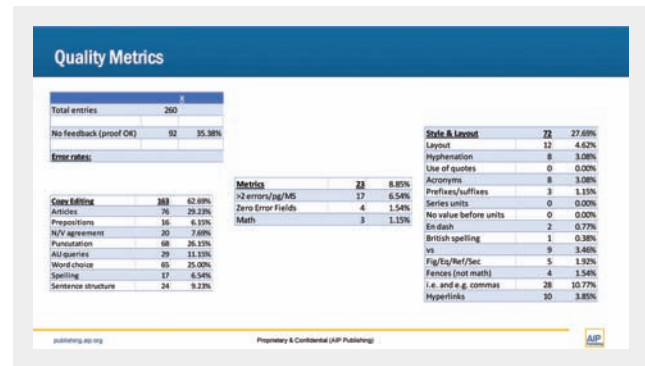 Quality Metrics
X
Total entries 260
No feedback (proof OK) 92 35.38%
Error rates:
Copy Editing 163 62.69%
Articles 76 29.23%
Prepositions 16 6.15%
N/V agreement 20 7.69%
Puncutation 68 26.15%
AU queries 29 11.15%
Word choice 65 25.00%
Spelling 17 6.54%
Sentence structure 24 9.23%
Metrics 23 8.85%
>2 errors/pg/MS 17 6.54%
Zero Error Fields 4 1.54%
Math 3 1.15%
Style & Layout 72 27.69%
Layout 12 4.62%
Hyphenation 8 3.08%
Use of quotes 0 0.00%
Acronyms 8 3.08%
Prefixes/suffixes 3 1.15%
Series units 0 0.00%
No value before units 0 0.00%
En dash 2 0.77%
British spelling 1 0.38%
vs 9 3.46%
Fig/Eq/Ref/Sec 5 1.92%
Fences (not math) 4 1.54%
i.e. and e.g. commas 28 10.77%
Hyperlinks 10 3.85%
publishing.aip.org
Proprietary & Confidential (AIP Publishing)
AIP
Publishing